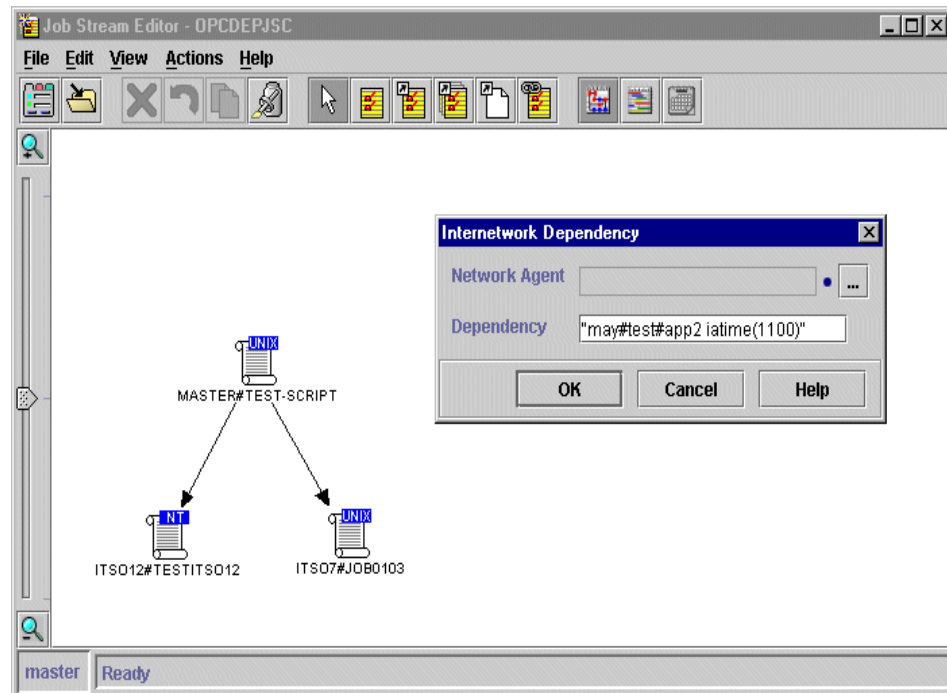 Job Stream Editor - OPCDEPJSC
File Edit View Actions Help
Internetwork Dependency
Network Agent
...
Dependency "may#test#app2 iatime(1100)"
OK Cancel Help
UNIX
MASTER#TEST-SCRIPT
NT UNIX
ITSO12#TESTITSO12 ITSO7#JOB0103
master Ready